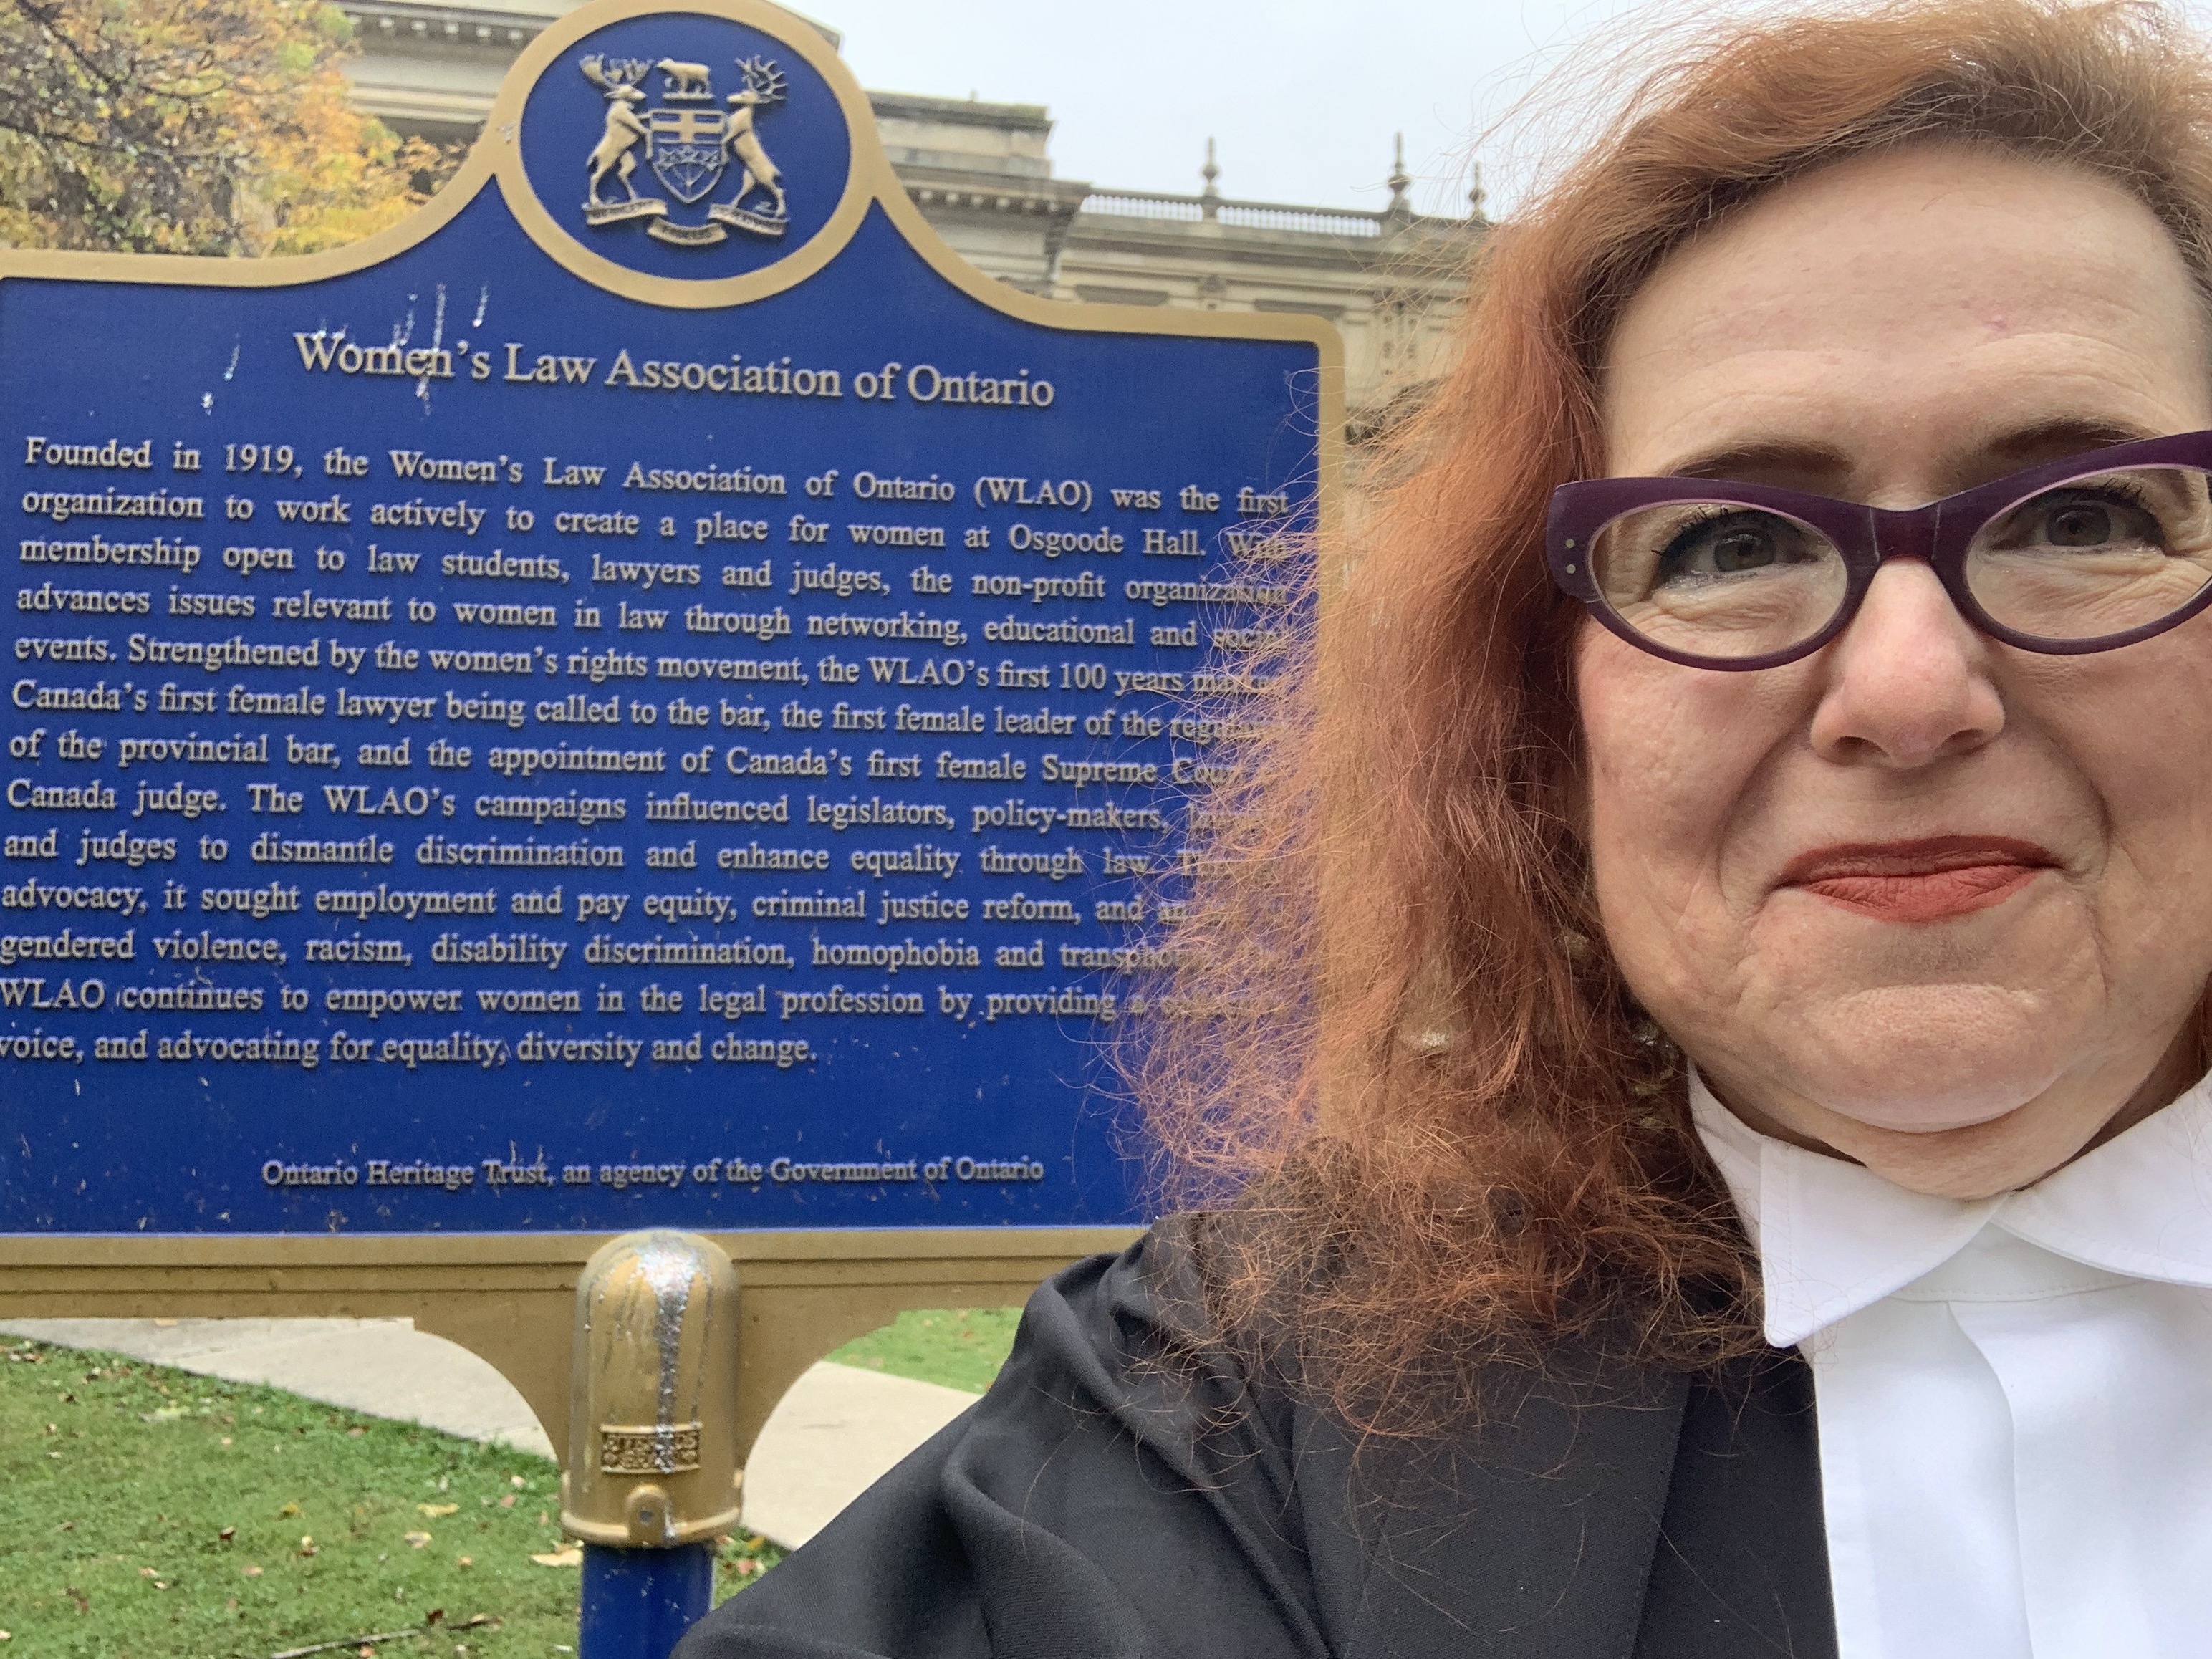 Women's Law Association of Ontario
Founded in 1919, the Women's Law Association of Ontario (WLAO) was the first
organization to work actively to create a place for women at Osgoode Hall. With
membership open to law students, lawyers and judges, the non-profit organization
advances issues relevant to women in law through networking, educational and social
events. Strengthened by the women's rights movement, the WLAO's first 100 years
Canada's first female lawyer being called to the bar, the first female leader of the
of the provincial bar, and the appointment of Canada's first female Supreme
Canada judge. The WLAO's campaigns influenced legislators, policy-makers,
and judges to dismantle discrimination and enhance equality through law.
advocacy, it sought employment and pay equity, criminal justice reform, and
gendered violence, racism, disability discrimination, homophobia and
WLAO continues to empower women in the legal profession by providing a
voice, and advocating for equality, diversity and change.
Ontario Heritage Trust, an agency of the Government of Ontario